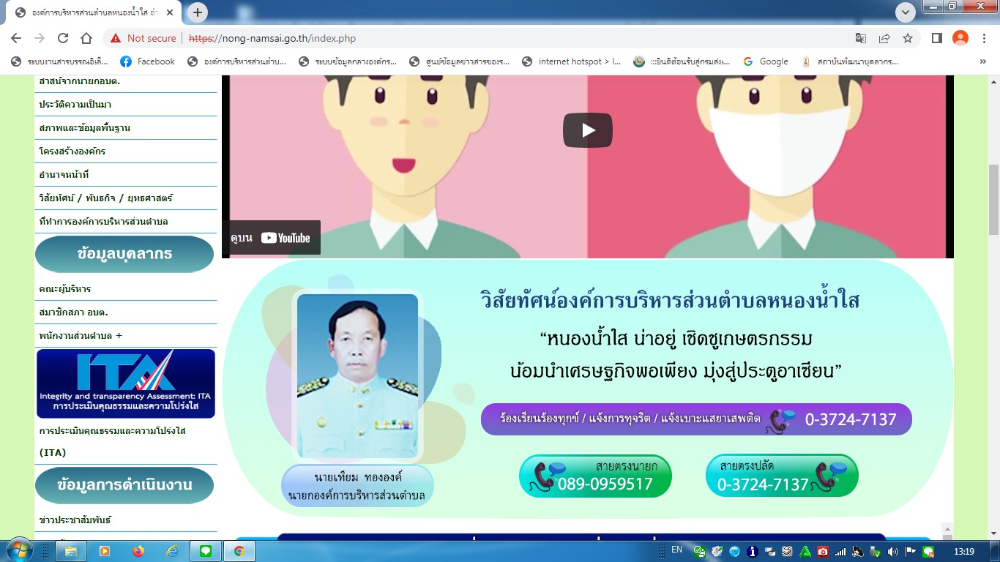 องค์การบริหารส่วนตำบลหนองน้ำใส อำ
Not secure
https://nong-namsai.go.th/index.php
ระบบงานสารบรรณอิเล็...
Facebook
องค์การบริหารส่วนตำบ...
ระบบข้อมูลกลางองค์กร...
ศูนย์ข้อมูลข่าวสารของร...
internet hotspot > l...
:::ยินดีต้อนรับสู่กรมส่งเ...
Google
สถาบันพัฒนาบุคลากร...
สาส์นจากนายกอบต.
ประวัติความเป็นมา
สภาพและข้อมูลพื้นฐาน
โครงสร้างองค์กร
อำนาจหน้าที่
วิสัยทัศน์ / พันธกิจ / ยุทธศาสตร์
ที่ทำการองค์การบริหารส่วนตำบล
ข้อมูลบุคลากร
คณะผู้บริหาร
สมาชิกสภา อบต.
พนักงานส่วนตำบล +
ITA
Integrity and transparency Assessment: ITA
การประเมินคุณธรรมและความโปร่งใส
การประเมินคุณธรรมและความโปร่งใส
(ITA)
ข้อมูลการดำเนินงาน
ข่าวประชาสัมพันธ์
ดูบน YouTube
วิสัยทัศน์องค์การบริหารส่วนตำบลหนองน้ำใส
“หนองน้ำใส น่าอยู่ เชิดชูเกษตรกรรม
น้อมนำเศรษฐกิจพอเพียง มุ่งสู่ประตูอาเซียน”
ร้องเรียนร้องทุกข์ / แจ้งการทุจริต / แจ้งเบาะแสยาเสพติด 0-3724-7137
สายตรงนายก
089-0959517
สายตรงปลัด
0-3724-7137
นายเทียม ทององค์
นายกองค์การบริหารส่วนตำบล
EN
13:19